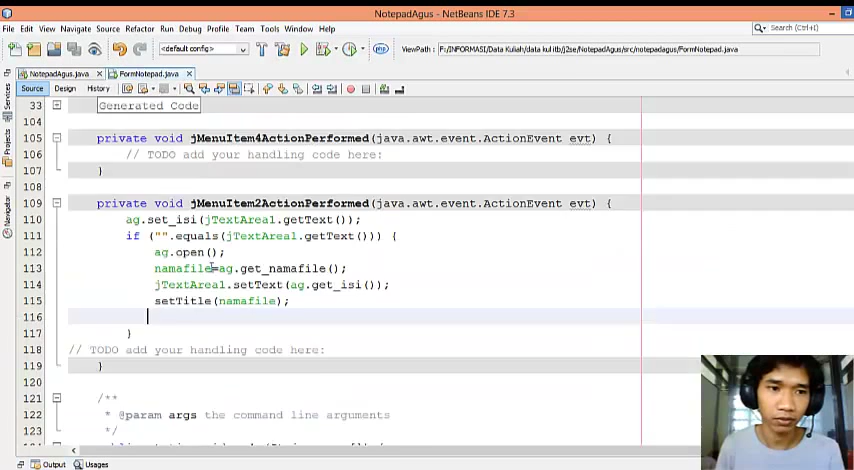 NotepadAgus - NetBeans IDE 7.3
File Edit View Navigate Source Refactor Run Debug Profile Team Tools Window Help
Search (Ctrl+I)
<default config>
ViewPath : F:/INFORMASI/Data Kuliah/data kul itb/j2se/NotepadAgus/src/notepadagus/FormNotepad.java
NotepadAgus.java
FormNotepad.java
Source Design History
Services
Projects
Navigator
33 Generated Code
104
105 private void jMenuItem4ActionPerformed(java.awt.event.ActionEvent evt) {
106 // TODO add your handling code here:
107 }
108
109 private void jMenuItem2ActionPerformed(java.awt.event.ActionEvent evt) {
110 ag.set_isi(jTextArea1.getText());
111 if ("".equals(jTextArea1.getText())) {
112 ag.open();
113 namafile=ag.get_namafile();
114 jTextArea1.setText(ag.get_isi());
115 setTitle(namafile);
116
117 }
118 // TODO add your handling code here:
119 }
120
121 /**
122 * @param args the command line arguments
123 */
Output Usages